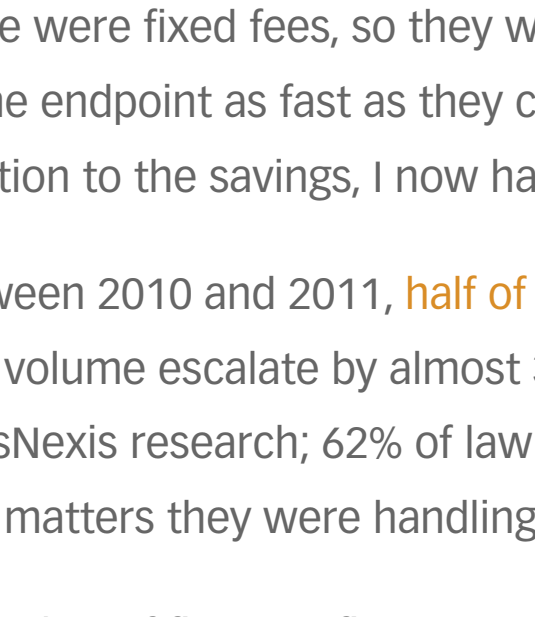 e were fixed fees, so they w
e endpoint as fast as they c
tion to the savings, I now ha
ween 2010 and 2011, half of
volume escalate by almost
sNexis research; 62% of law
matters they were handling